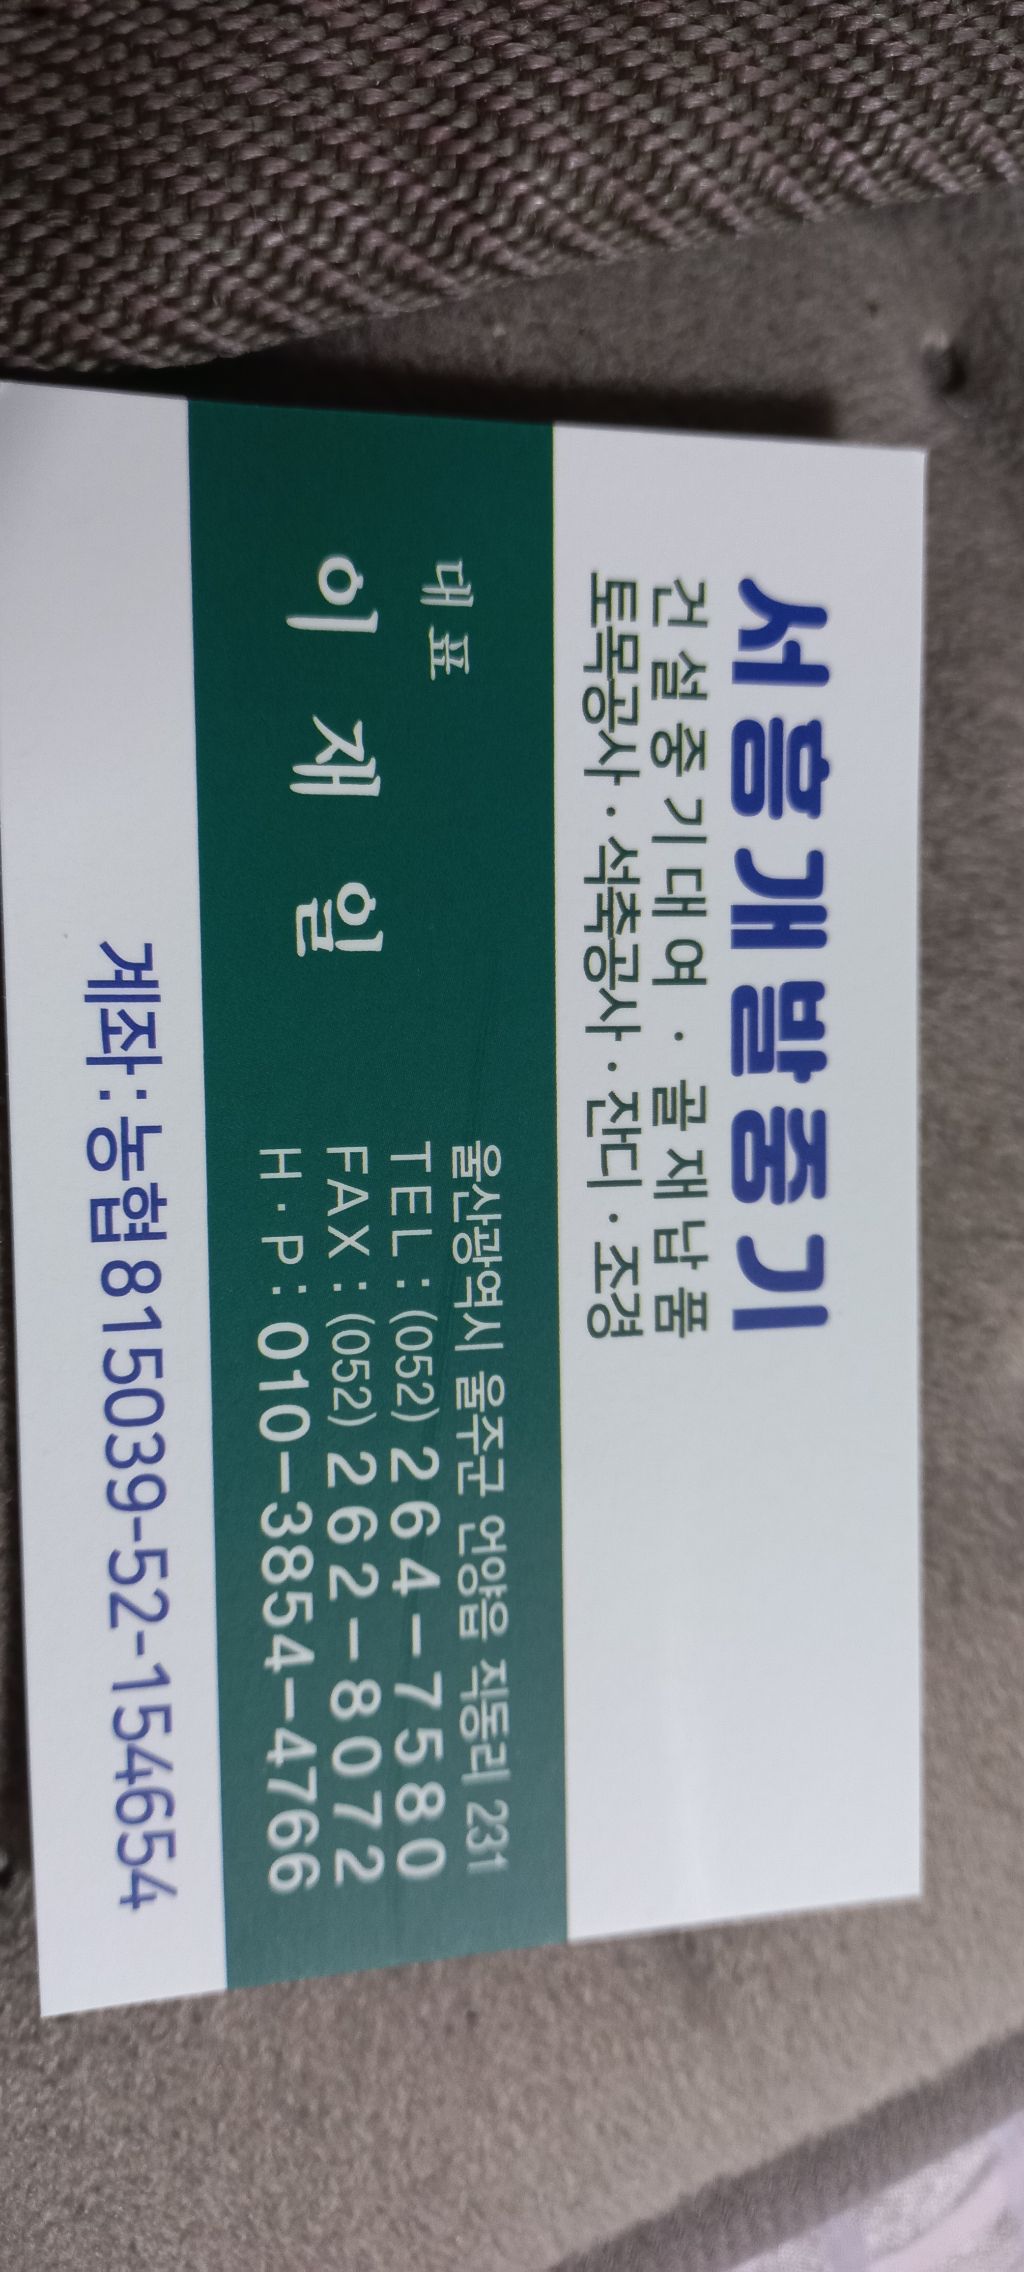 서흥개발중기
건설중기대여 · 골재납품
토목공사 · 석축공사 · 잔디 · 조경
대표
이재일
울산광역시 울주군 언양읍 직동리 231
TEL : (052) 264-7580
FAX : (052) 262-8072
H · P : 010-3854-4766
계좌 : 농협 815039-52-154654